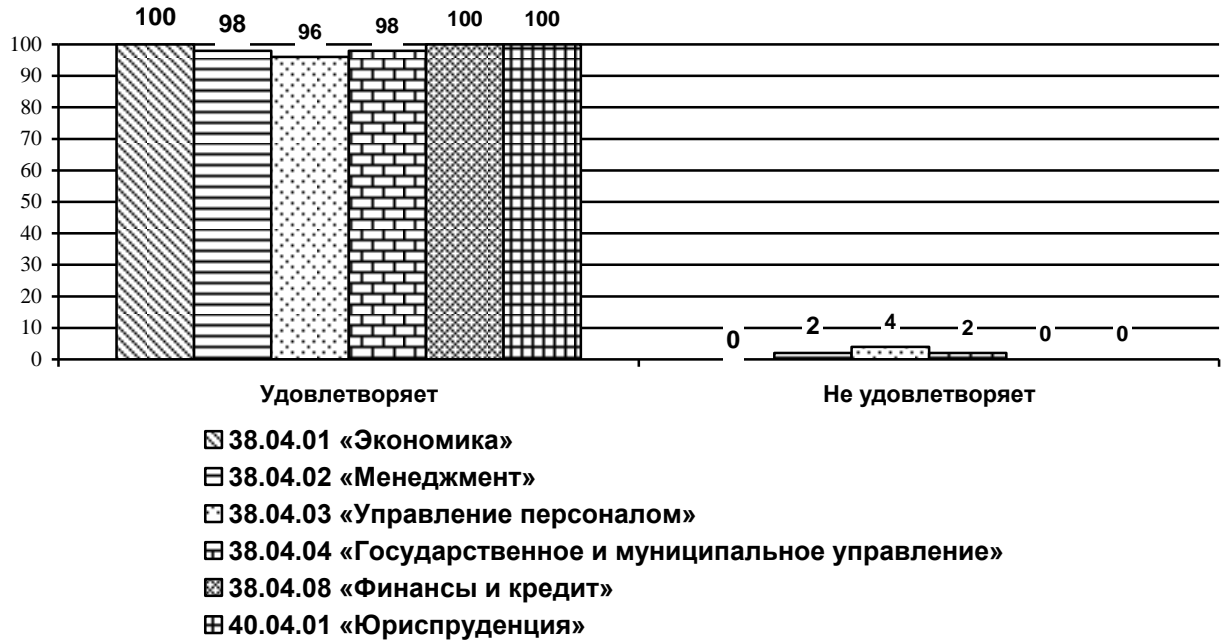 100 98 96 98 100 100
100
90
80
70
60
50
40
30
20
10
0
0 2 4 2 0 0
Удовлетворяет Не удовлетворяет
38.04.01 «Экономика»
38.04.02 «Менеджмент»
38.04.03 «Управление персоналом»
38.04.04 «Государственное и муниципальное управление»
38.04.08 «Финансы и кредит»
40.04.01 «Юриспруденция»